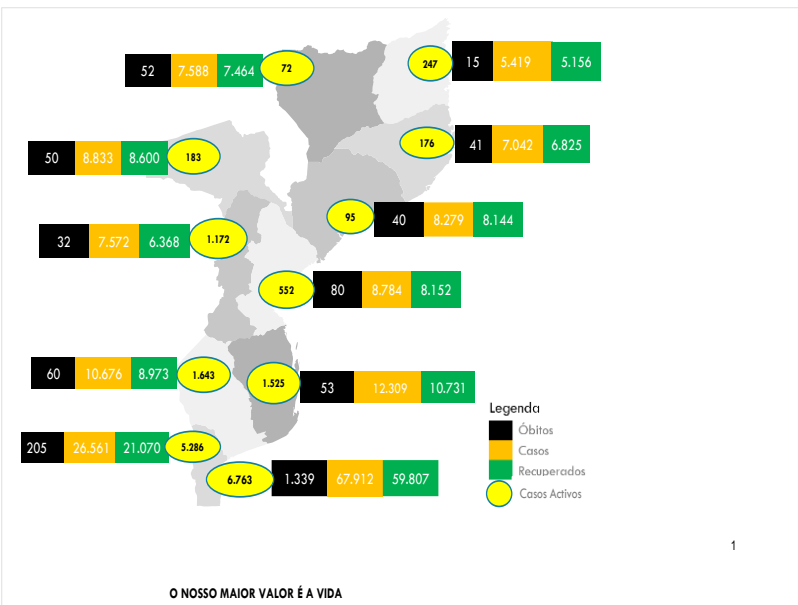 52 7.588 7.464 72
247 15 5.419 5.156
50 8.833 8.600 183
176 41 7.042 6.825
32 7.572 6.368 1.172
95 40 8.279 8.144
552 80 8.784 8.152
60 10.676 8.973 1.643
1.525 53 12.309 10.731
205 26.561 21.070 5.286
6.763 1.339 67.912 59.807
Legenda
Óbitos
Casos
Recuperados
Casos Activos
1
O NOSSO MAIOR VALOR É A VIDA